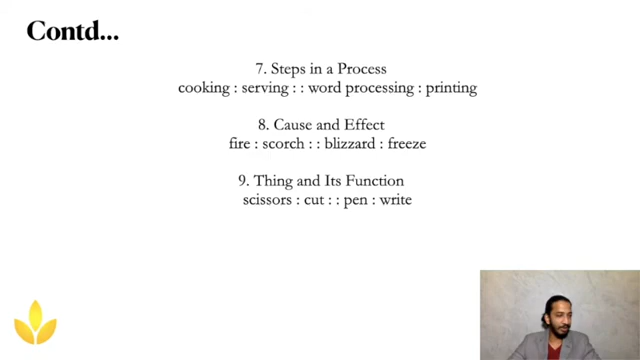 Contd...
7. Steps in a Process
cooking : serving : : word processing : printing
8. Cause and Effect
fire : scorch : : blizzard : freeze
9. Thing and Its Function
scissors : cut : : pen : write